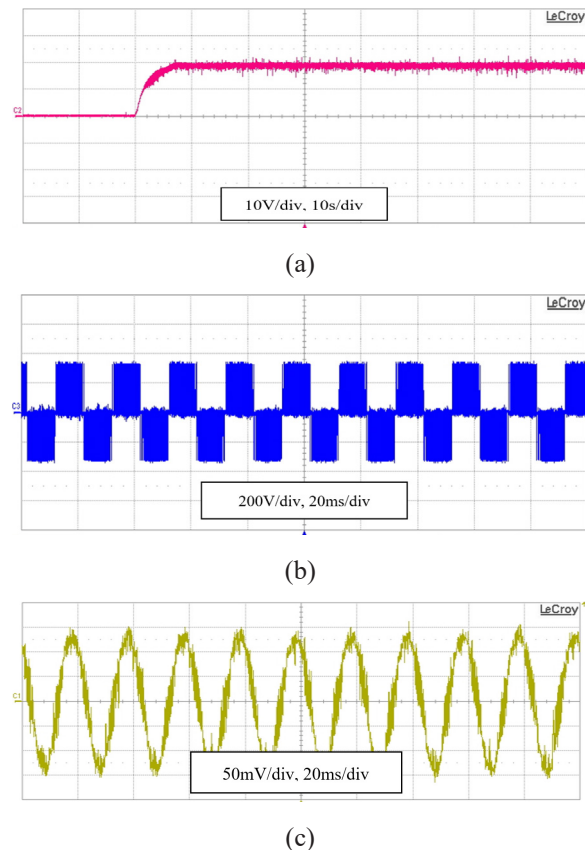 LeCroy
C2
10V/div, 10s/div
(a)
LeCroy
C3
200V/div, 20ms/div
(b)
LeCroy
C1
50mV/div, 20ms/div
(c)